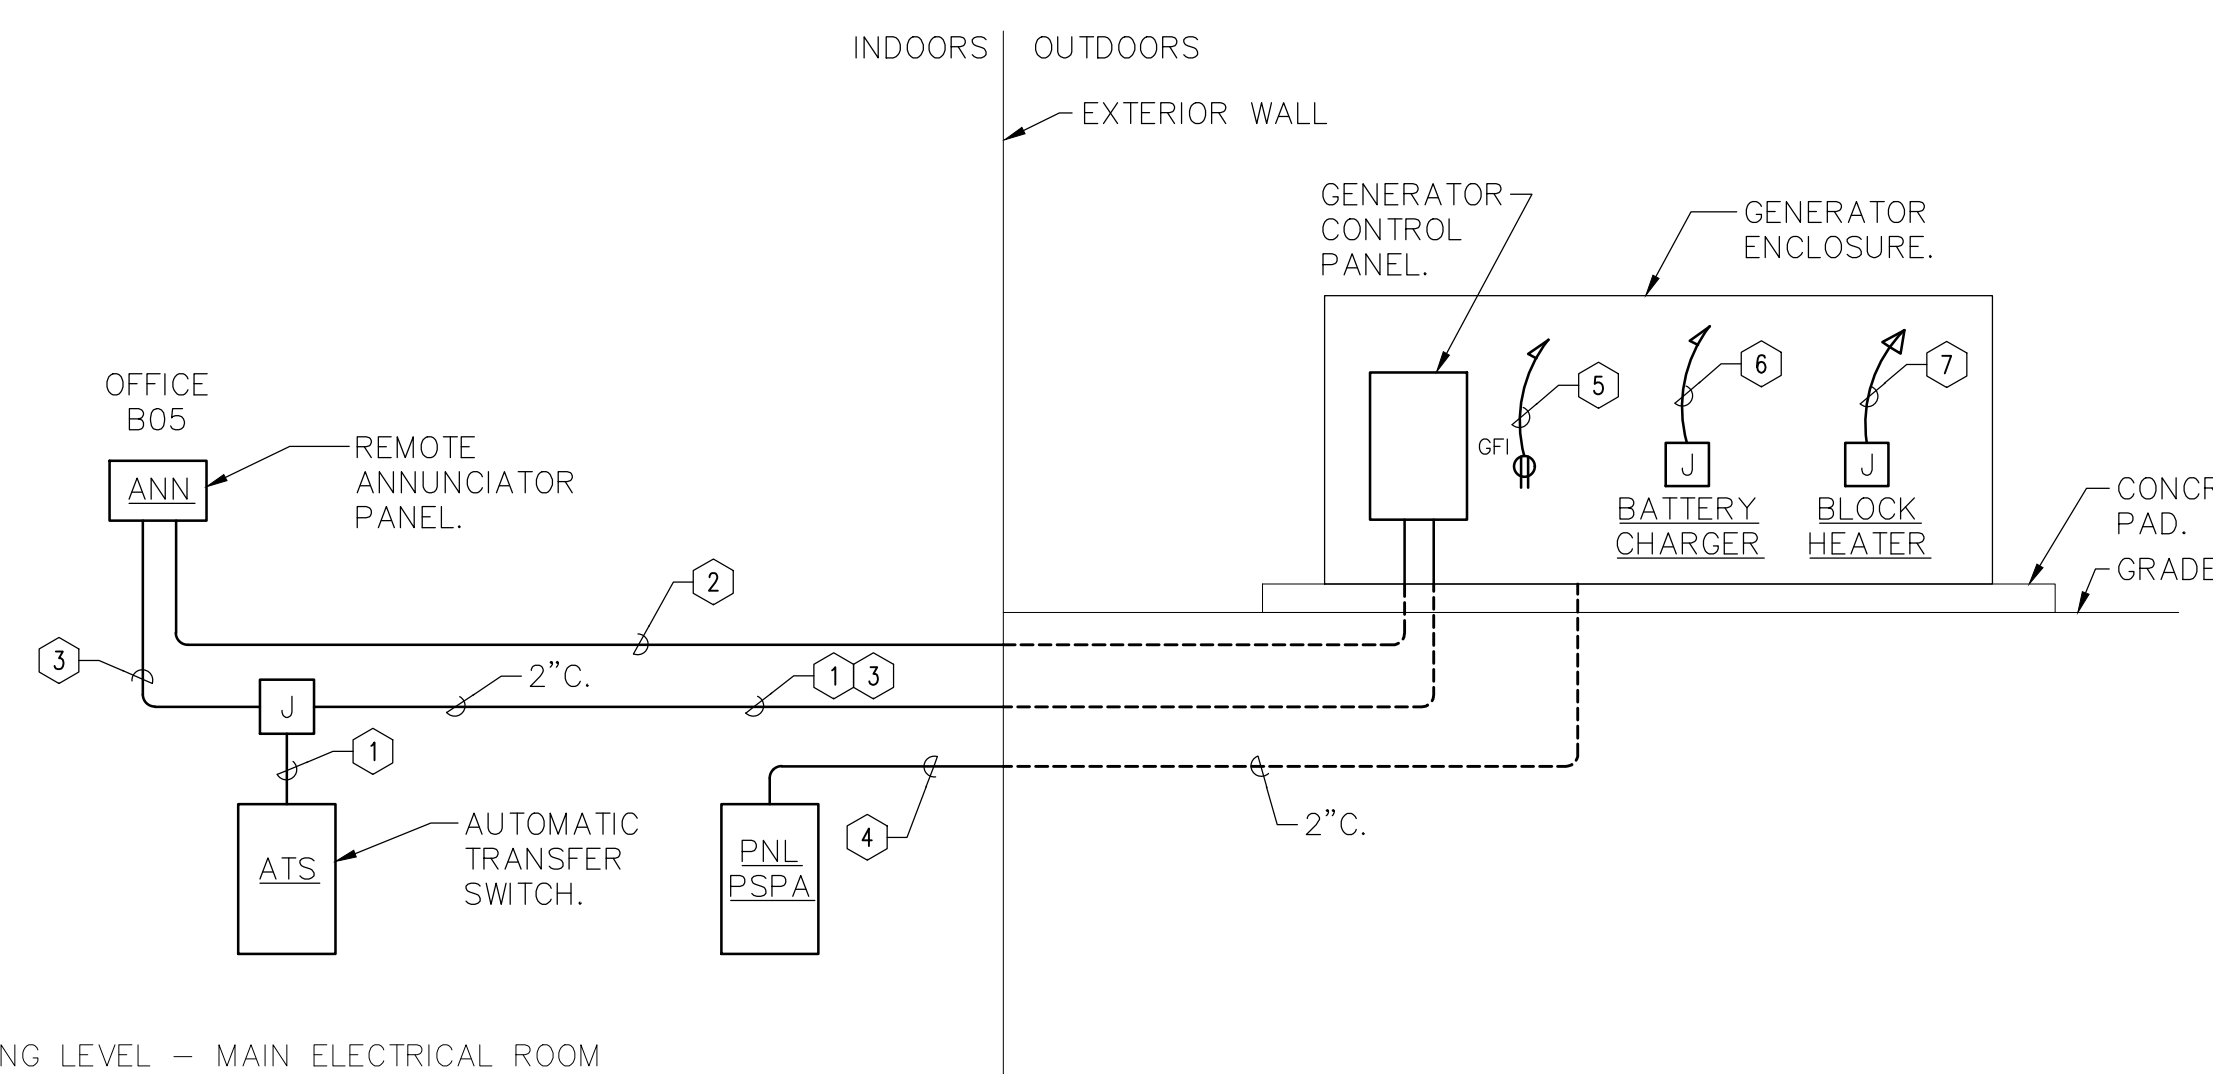 INDOORS
OUTDOORS
EXTERIOR WALL
GENERATOR
CONTROL
PANEL.
GENERATOR
ENCLOSURE.
OFFICE
B05
ANN
REMOTE
ANNUNCIATOR
PANEL.
5
6
7
GFI
J
J
BATTERY
CHARGER
BLOCK
HEATER
CONCR
PAD.
GRADE
2
3
2"C.
1 3
J
1
ATS
AUTOMATIC
TRANSFER
SWITCH.
PNL
PSPA
4
2"C.
NG LEVEL – MAIN ELECTRICAL ROOM